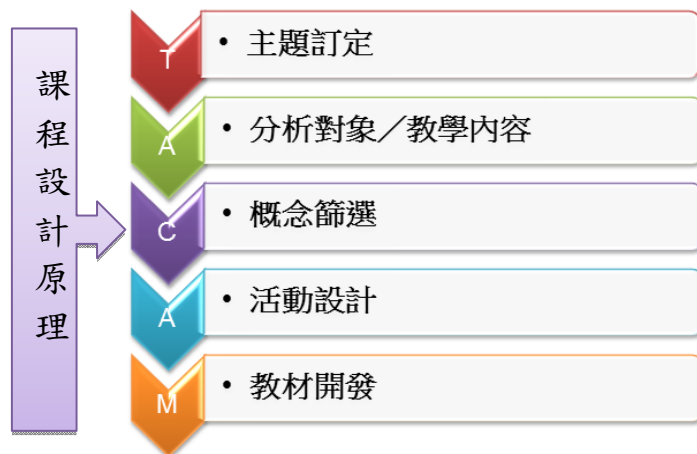 課程設計原理
T
• 主題訂定
A
• 分析對象／教學內容
C
• 概念篩選
A
• 活動設計
M
• 教材開發